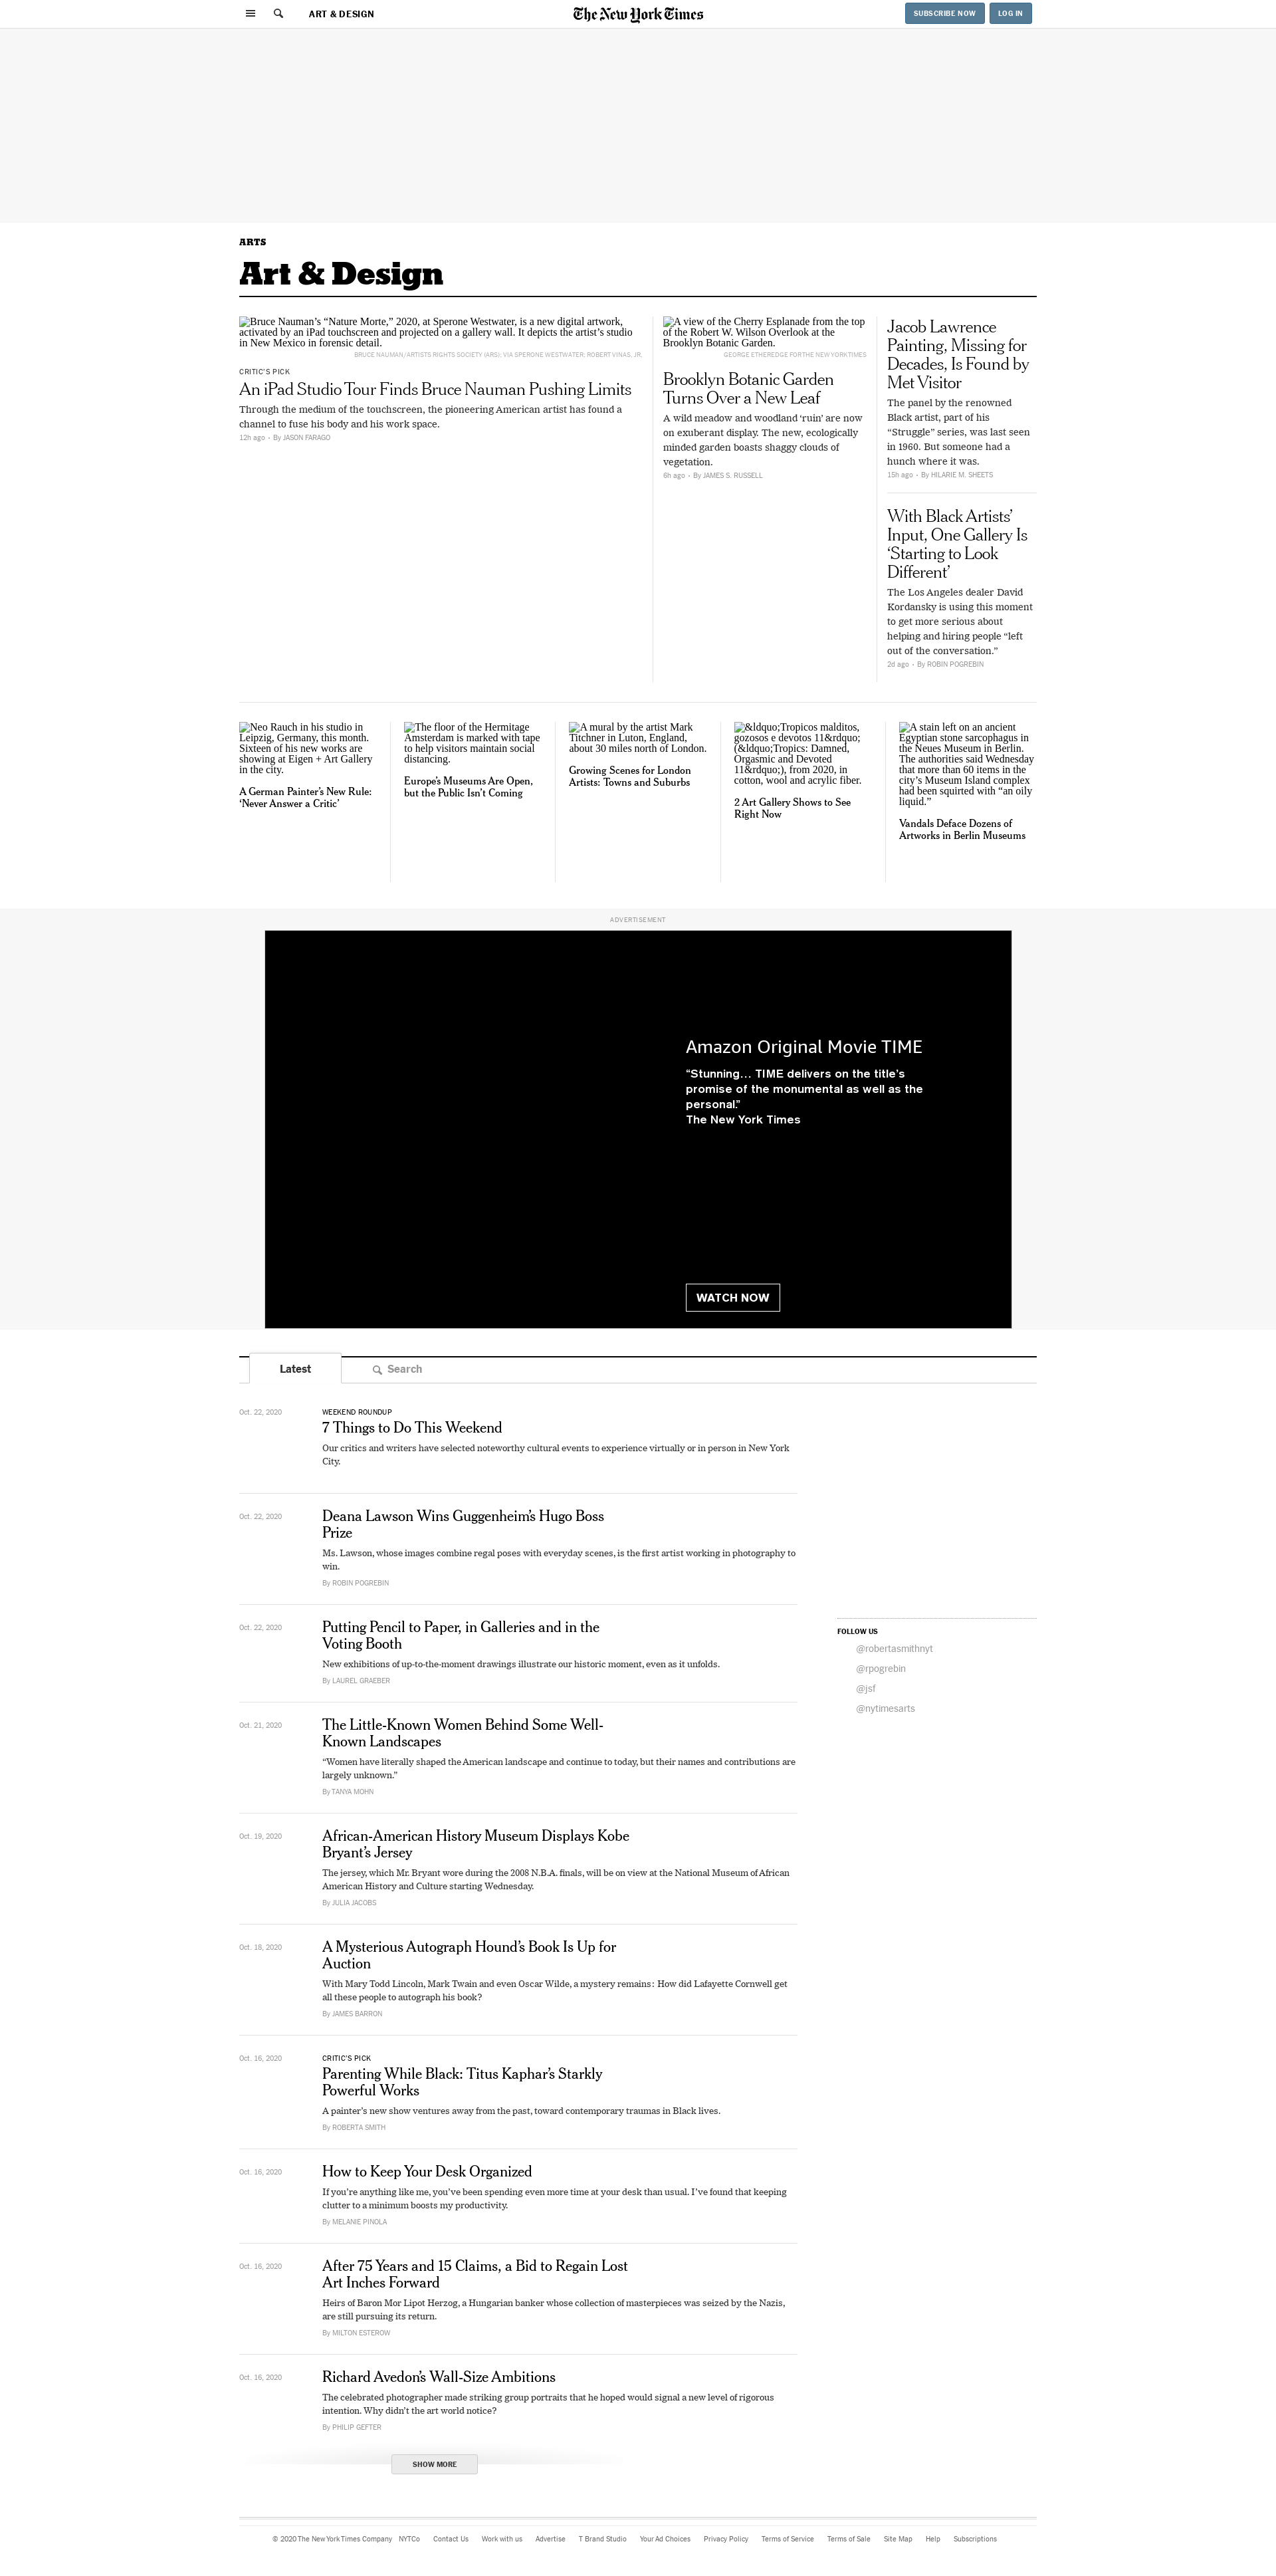 ART & DESIGN
The New York Times
SUBSCRIBE NOW
LOG IN
ARTS
Art & Design
Bruce Nauman’s “Nature Morte,” 2020, at Sperone Westwater, is a new digital artwork,
activated by an iPad touchscreen and projected on a gallery wall. It depicts the artist’s studio
in New Mexico in forensic detail.
BRUCE NAUMAN/ARTISTS RIGHTS SOCIETY (ARS); VIA SPERONE WESTWATER; ROBERT VINAS, JR.
CRITIC’S PICK
An iPad Studio Tour Finds Bruce Nauman Pushing Limits
Through the medium of the touchscreen, the pioneering American artist has found a
channel to fuse his body and his work space.
12h ago • By JASON FARAGO
A view of the Cherry Esplanade from the top
of the Robert W. Wilson Overlook at the
Brooklyn Botanic Garden.
GEORGE ETHEREDGE FOR THE NEW YORK TIMES
Brooklyn Botanic Garden
Turns Over a New Leaf
A wild meadow and woodland ‘ruin’ are now
on exuberant display. The new, ecologically
minded garden boasts shaggy clouds of
vegetation.
6h ago • By JAMES S. RUSSELL
Jacob Lawrence
Painting, Missing for
Decades, Is Found by
Met Visitor
The panel by the renowned
Black artist, part of his
“Struggle” series, was last seen
in 1960. But someone had a
hunch where it was.
15h ago • By HILARIE M. SHEETS
With Black Artists’
Input, One Gallery Is
‘Starting to Look
Different’
The Los Angeles dealer David
Kordansky is using this moment
to get more serious about
helping and hiring people “left
out of the conversation.”
2d ago • By ROBIN POGREBIN
Neo Rauch in his studio in
Leipzig, Germany, this month.
Sixteen of his new works are
showing at Eigen + Art Gallery
in the city.
A German Painter’s New Rule:
‘Never Answer a Critic’
The floor of the Hermitage
Amsterdam is marked with tape
to help visitors maintain social
distancing.
Europe’s Museums Are Open,
but the Public Isn’t Coming
A mural by the artist Mark
Titchner in Luton, England,
about 30 miles north of London.
Growing Scenes for London
Artists: Towns and Suburbs
&ldquo;Tropicos malditos,
gozosos e devotos 11&rdquo;
(&ldquo;Tropics: Damned,
Orgasmic and Devoted
11&rdquo;), from 2020, in
cotton, wool and acrylic fiber.
2 Art Gallery Shows to See
Right Now
A stain left on an ancient
Egyptian stone sarcophagus in
the Neues Museum in Berlin.
The authorities said Wednesday
that more than 60 items in the
city’s Museum Island complex
had been squirted with “an oily
liquid.”
Vandals Deface Dozens of
Artworks in Berlin Museums
ADVERTISEMENT
Amazon Original Movie TIME
“Stunning… TIME delivers on the title’s
promise of the monumental as well as the
personal.”
The New York Times
WATCH NOW
Latest
Search
Oct. 22, 2020
WEEKEND ROUNDUP
7 Things to Do This Weekend
Our critics and writers have selected noteworthy cultural events to experience virtually or in person in New York
City.
Oct. 22, 2020
Deana Lawson Wins Guggenheim’s Hugo Boss
Prize
Ms. Lawson, whose images combine regal poses with everyday scenes, is the first artist working in photography to
win.
By ROBIN POGREBIN
Oct. 22, 2020
Putting Pencil to Paper, in Galleries and in the
Voting Booth
New exhibitions of up-to-the-moment drawings illustrate our historic moment, even as it unfolds.
By LAUREL GRAEBER
FOLLOW US
@robertasmithnyt
@rpogrebin
@jsf
@nytimesarts
Oct. 21, 2020
The Little-Known Women Behind Some Well-
Known Landscapes
“Women have literally shaped the American landscape and continue to today, but their names and contributions are
largely unknown.”
By TANYA MOHN
Oct. 19, 2020
African-American History Museum Displays Kobe
Bryant’s Jersey
The jersey, which Mr. Bryant wore during the 2008 N.B.A. finals, will be on view at the National Museum of African
American History and Culture starting Wednesday.
By JULIA JACOBS
Oct. 18, 2020
A Mysterious Autograph Hound’s Book Is Up for
Auction
With Mary Todd Lincoln, Mark Twain and even Oscar Wilde, a mystery remains: How did Lafayette Cornwell get
all these people to autograph his book?
By JAMES BARRON
Oct. 16, 2020
CRITIC’S PICK
Parenting While Black: Titus Kaphar’s Starkly
Powerful Works
A painter’s new show ventures away from the past, toward contemporary traumas in Black lives.
By ROBERTA SMITH
Oct. 16, 2020
How to Keep Your Desk Organized
If you’re anything like me, you’ve been spending even more time at your desk than usual. I’ve found that keeping
clutter to a minimum boosts my productivity.
By MELANIE PINOLA
Oct. 16, 2020
After 75 Years and 15 Claims, a Bid to Regain Lost
Art Inches Forward
Heirs of Baron Mor Lipot Herzog, a Hungarian banker whose collection of masterpieces was seized by the Nazis,
are still pursuing its return.
By MILTON ESTEROW
Oct. 16, 2020
Richard Avedon’s Wall-Size Ambitions
The celebrated photographer made striking group portraits that he hoped would signal a new level of rigorous
intention. Why didn’t the art world notice?
By PHILIP GEFTER
SHOW MORE
© 2020 The New York Times Company NYTCo Contact Us Work with us Advertise T Brand Studio Your Ad Choices Privacy Policy Terms of Service Terms of Sale Site Map Help Subscriptions